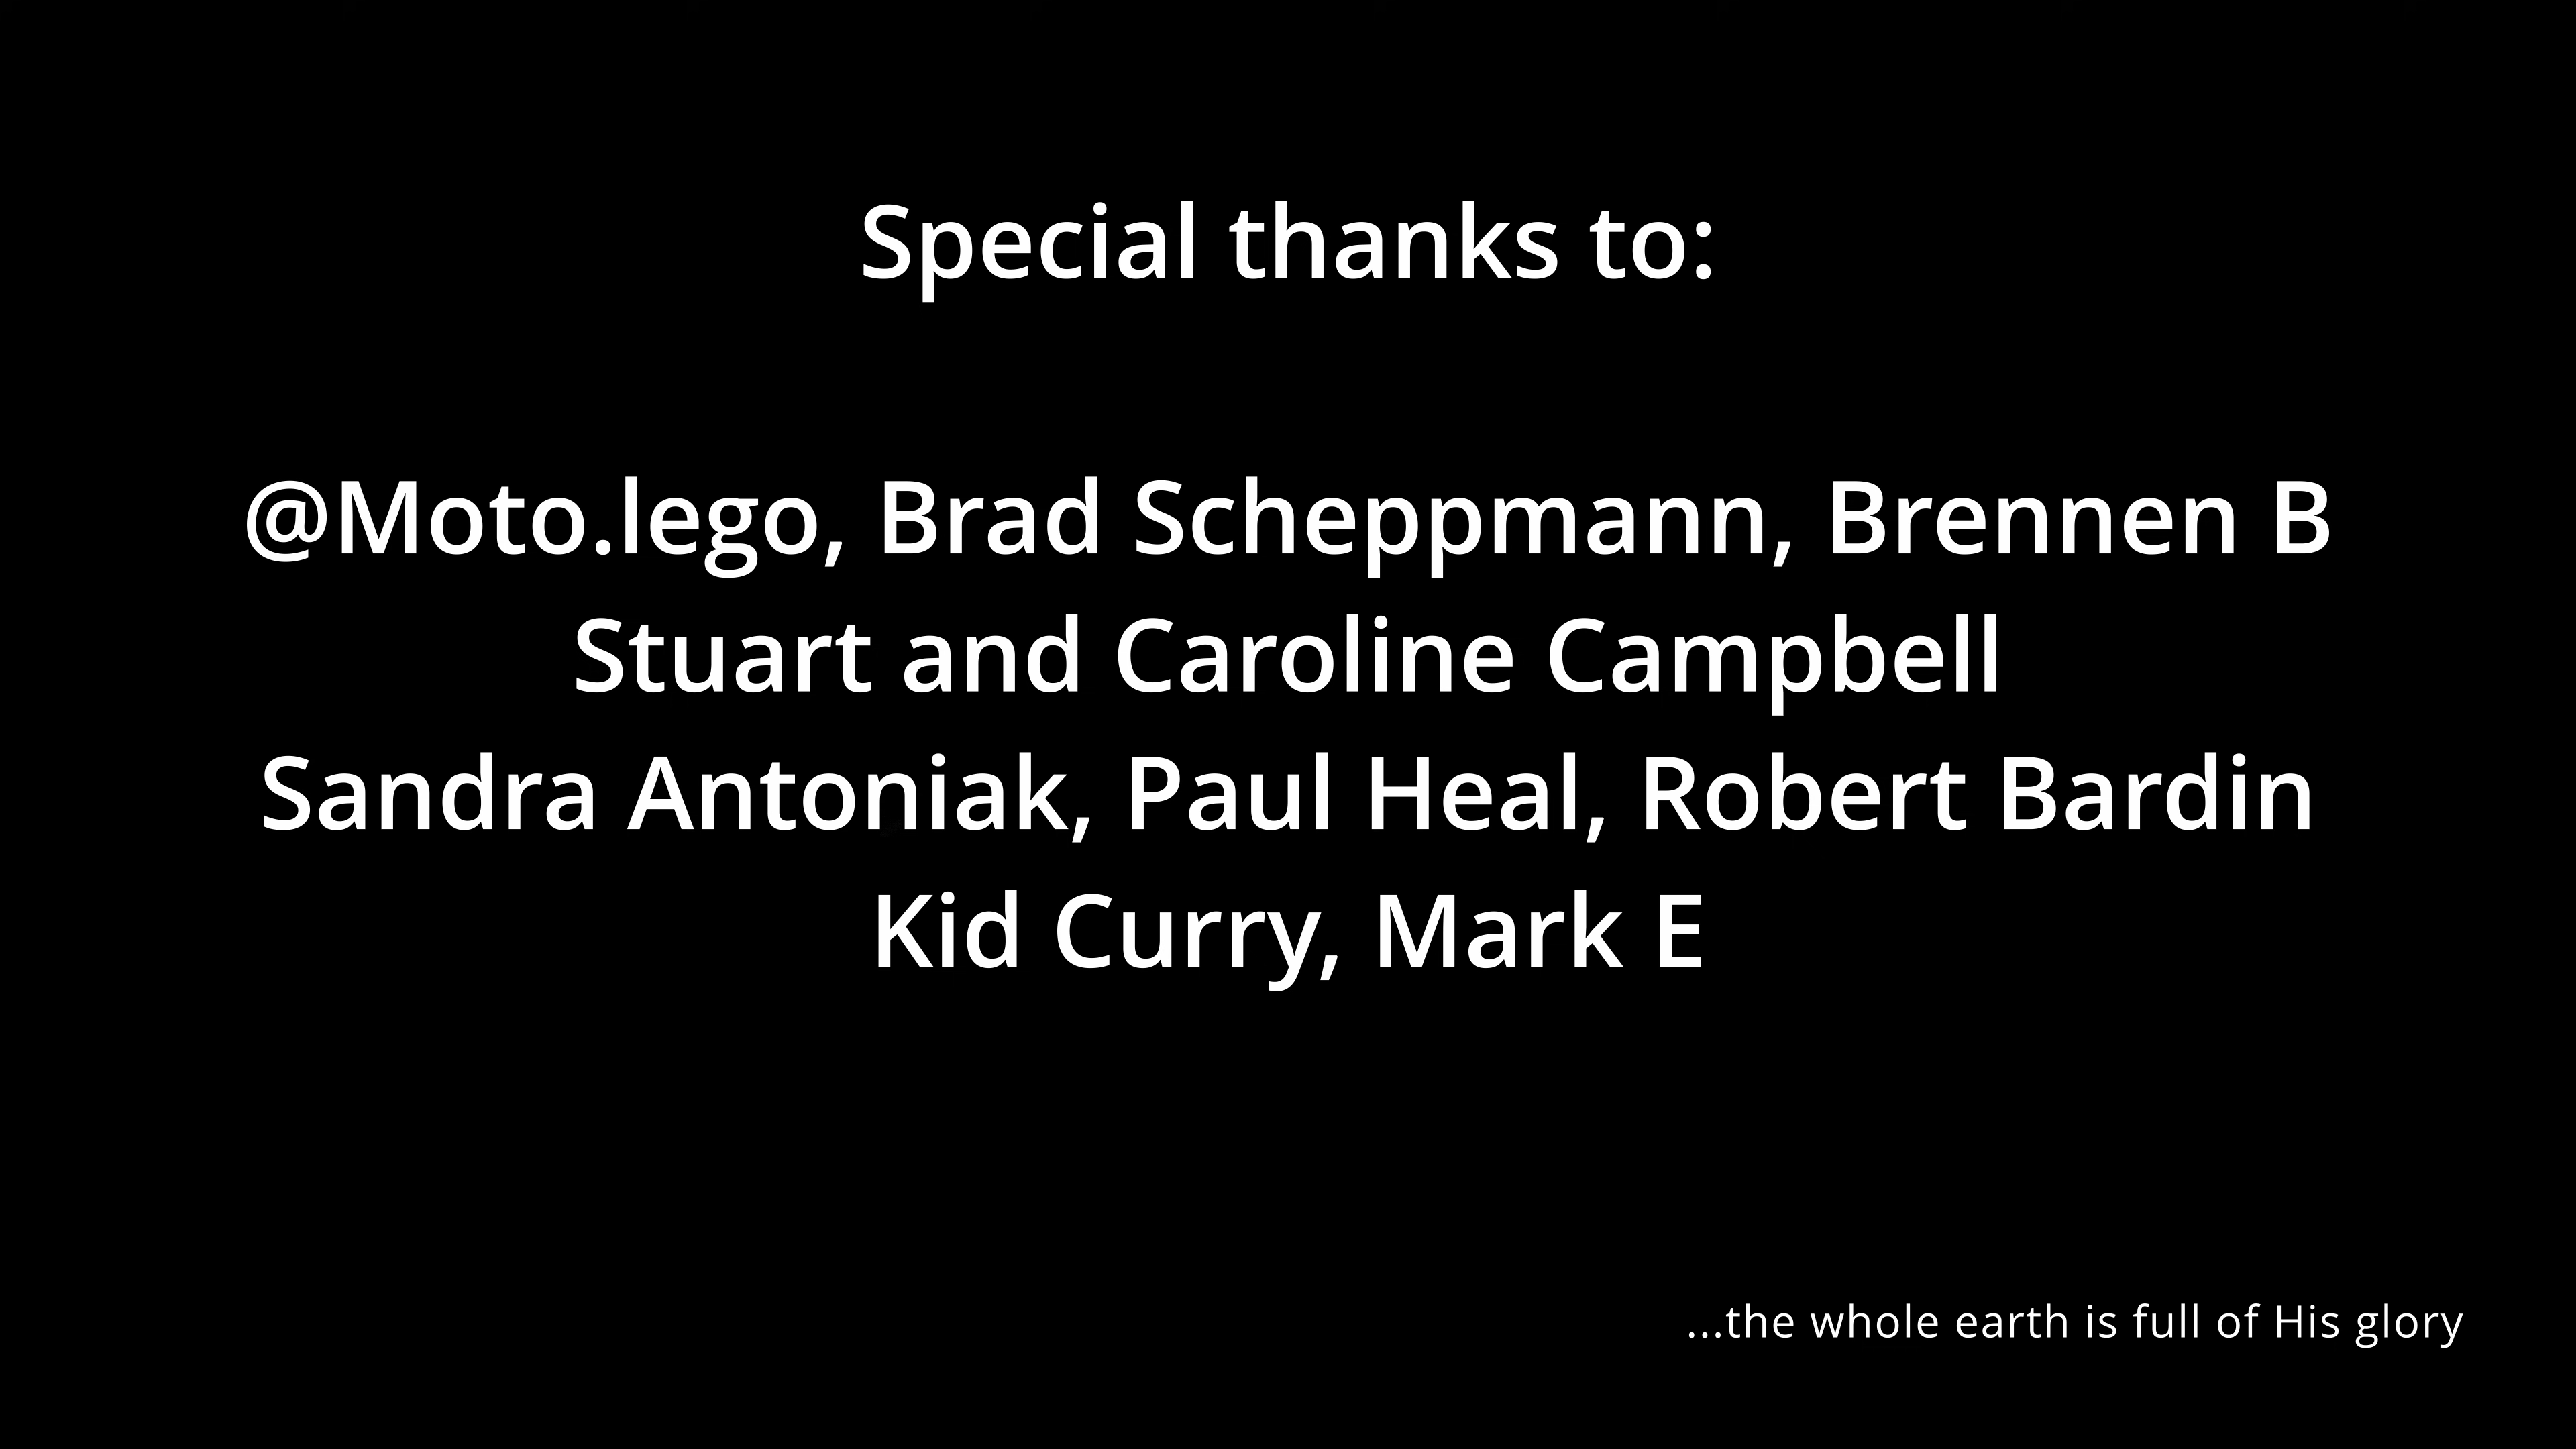 Special thanks to:
@Moto.lego, Brad Scheppmann, Brennen B
Stuart and Caroline Campbell
Sandra Antoniak, Paul Heal, Robert Bardin
Kid Curry, Mark E
...the whole earth is full of His glory